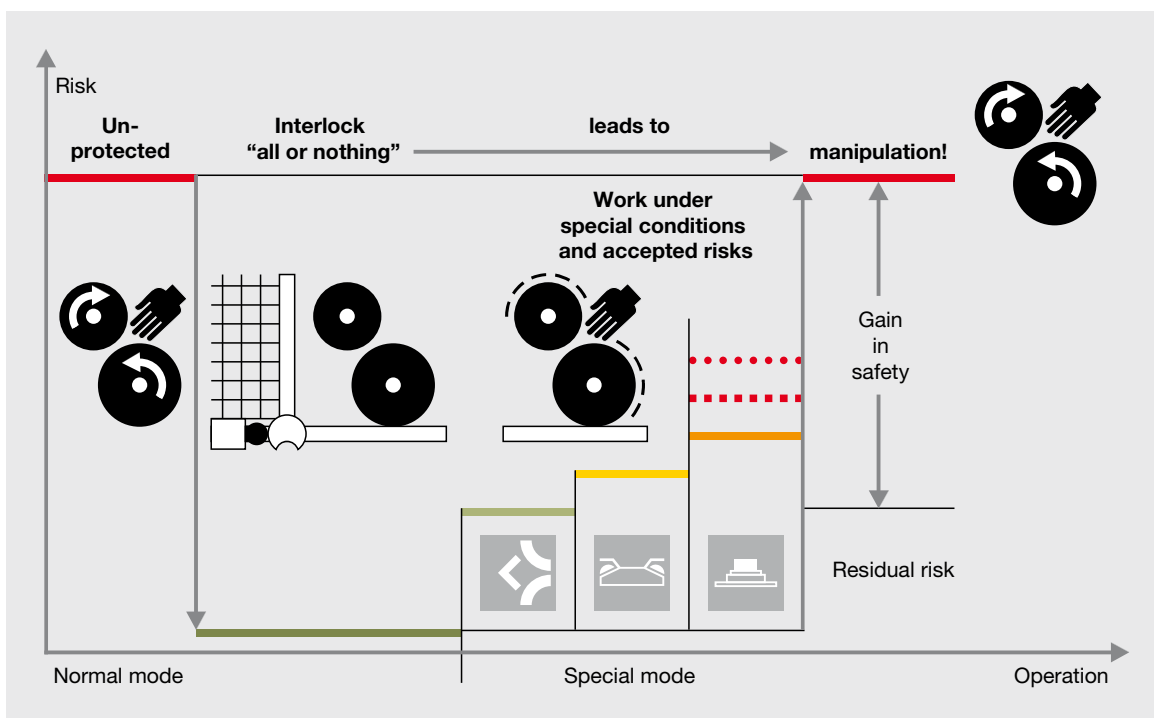 Risk
Un-
protected
Interlock
“all or nothing”
leads to
manipulation!
Work under
special conditions
and accepted risks
Gain
in
safety
Residual risk
Normal mode
Special mode
Operation